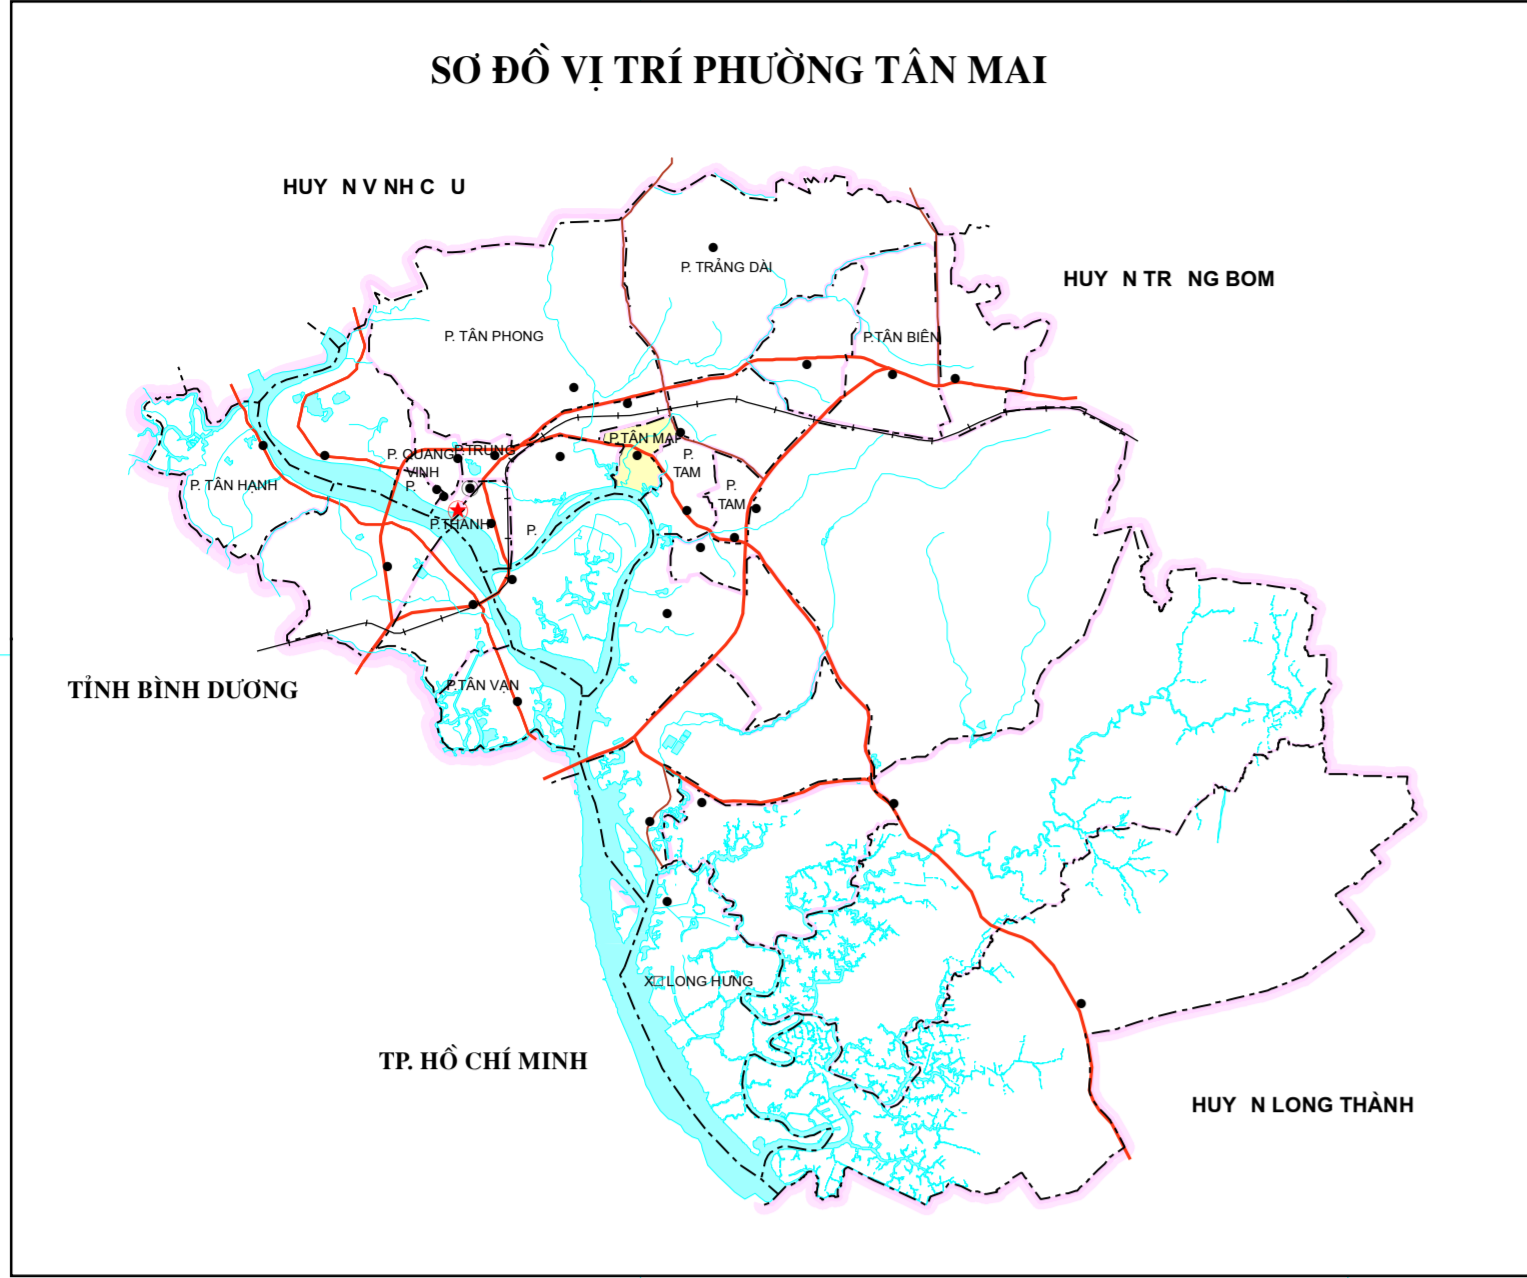 SƠ ĐỒ VỊ TRÍ PHƯỜNG TÂN MAI
HUY N V NH C U
P. TRẢNG DÀI
HUY N TR NG BOM
P. TÂN PHONG
P.TÂN BIÊN
P.TÂN MAI
P. QUANG
VINH
P.TRUNG
P.
TAM
P. TÂN HẠNH
P.
P.
TAM
P.THANH
P.
TỈNH BÌNH DƯƠNG
P.TÂN VẠN
X□ LONG HƯNG
TP. HỒ CHÍ MINH
HUY N LONG THÀNH